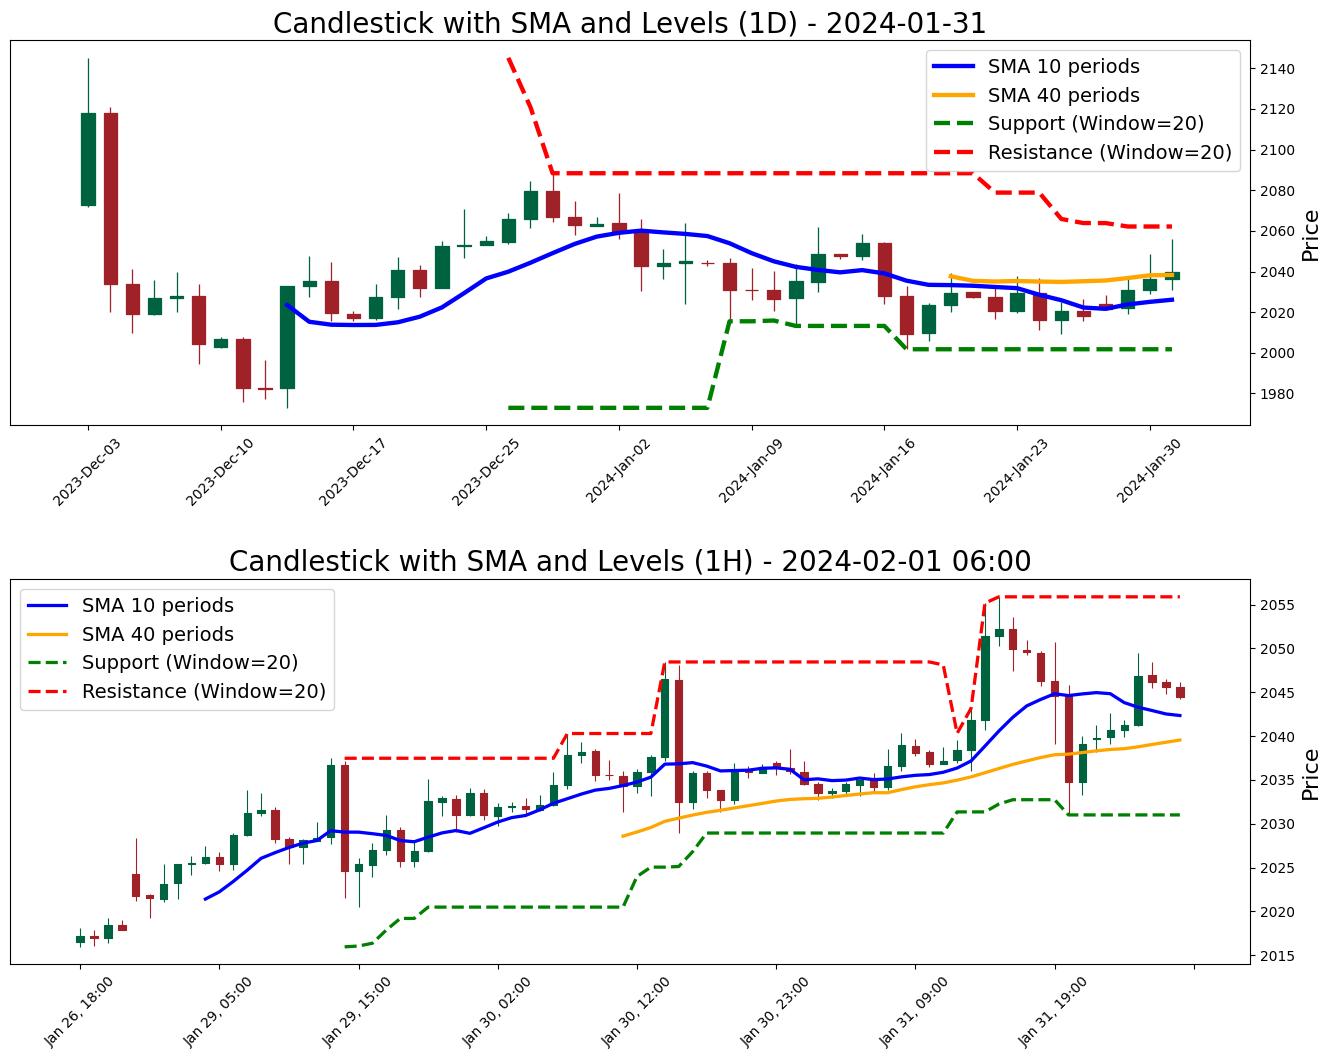 Candlestick with SMA and Levels (1D) - 2024-01-31
SMA 10 periods
SMA 40 periods
Support (Window=20)
Resistance (Window=20)
2140
2120
2100
2080
2060
2040
2020
2000
1980
Price
2023-Dec-03
2023-Dec-10
2023-Dec-17
2023-Dec-25
2024-Jan-02
2024-Jan-09
2024-Jan-16
2024-Jan-23
2024-Jan-30
Candlestick with SMA and Levels (1H) - 2024-02-01 06:00
SMA 10 periods
SMA 40 periods
Support (Window=20)
Resistance (Window=20)
2055
2050
2045
2040
2035
2030
2025
2020
2015
Price
Jan 26, 18:00
Jan 29, 05:00
Jan 29, 15:00
Jan 30, 02:00
Jan 30, 12:00
Jan 30, 23:00
Jan 31, 09:00
Jan 31, 19:00